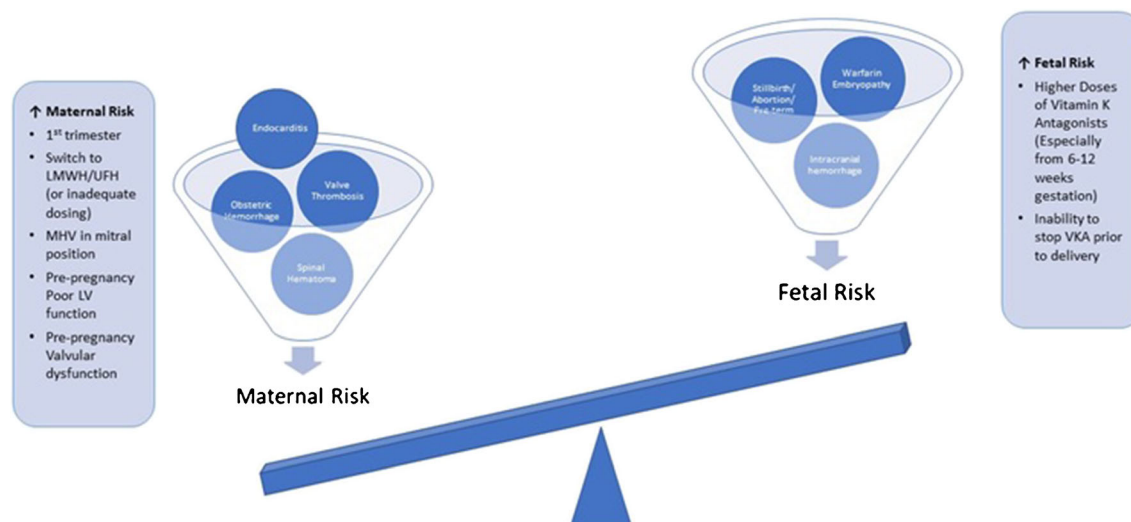 ↑ Maternal Risk
• 1st trimester
• Switch to
LMWH/UFH
(or inadequate
dosing)
• MHV in mitral
position
• Pre-pregnancy
Poor LV
function
• Pre-pregnancy
Valvular
dysfunction
Endocarditis
Valve
Thrombosis
Obstetric
Hemorrhage
Spinal
Hematoma
Maternal Risk
Stillbirth/
Abortion/
Pre-term
Warfarin
Embryopathy
Intracranial
hemorrhage
Fetal Risk
↑ Fetal Risk
• Higher Doses
of Vitamin K
Antagonists
(Especially
from 6-12
weeks
gestation)
• Inability to
stop VKA prior
to delivery